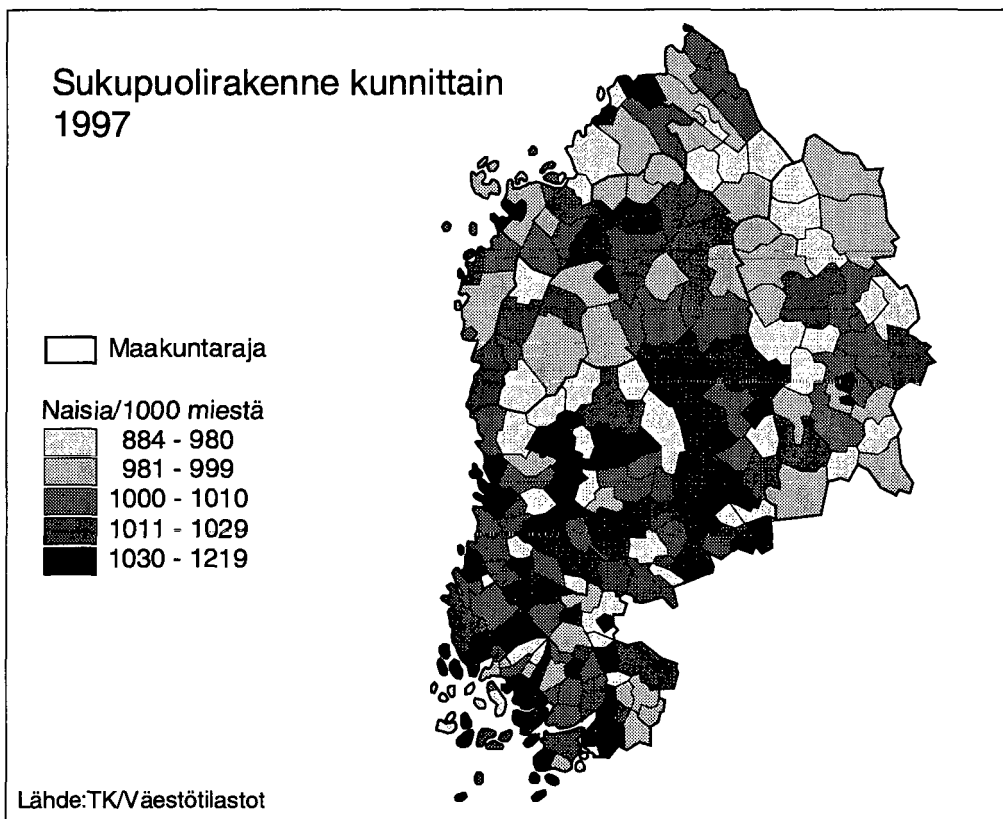 Sukupuolirakenne kunnittain
1997
Maakuntaraja
Naisia/1000 miestä
884 - 980
981 - 999
1000 - 1010
1011 - 1029
1030 - 1219
Lähde:TK/Väestötilastot